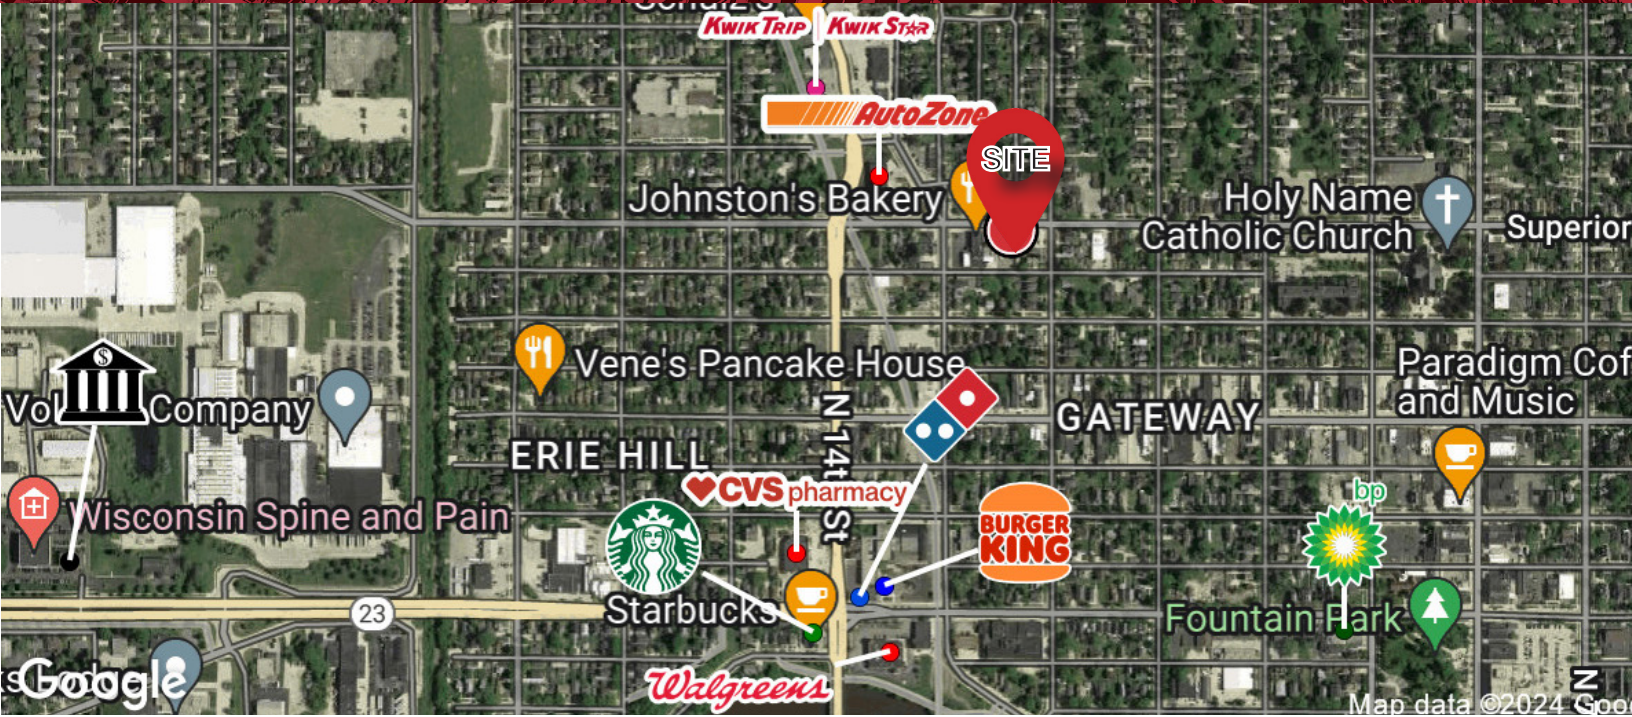 Schulz's
KWIK TRIP KWIK STAR
AutoZone
SITE
Johnston's Bakery
Holy Name
Catholic Church
Superior
$
Vene's Pancake House
Company
Paradigm Cof
and Music
GATEWAY
N 14th St
ERIE HILL
CVS pharmacy
bp
Wisconsin Spine and Pain
BURGER
KING
23
Starbucks
Fountain Park
Walgreens
Google
N
Map data ©2024 Goo